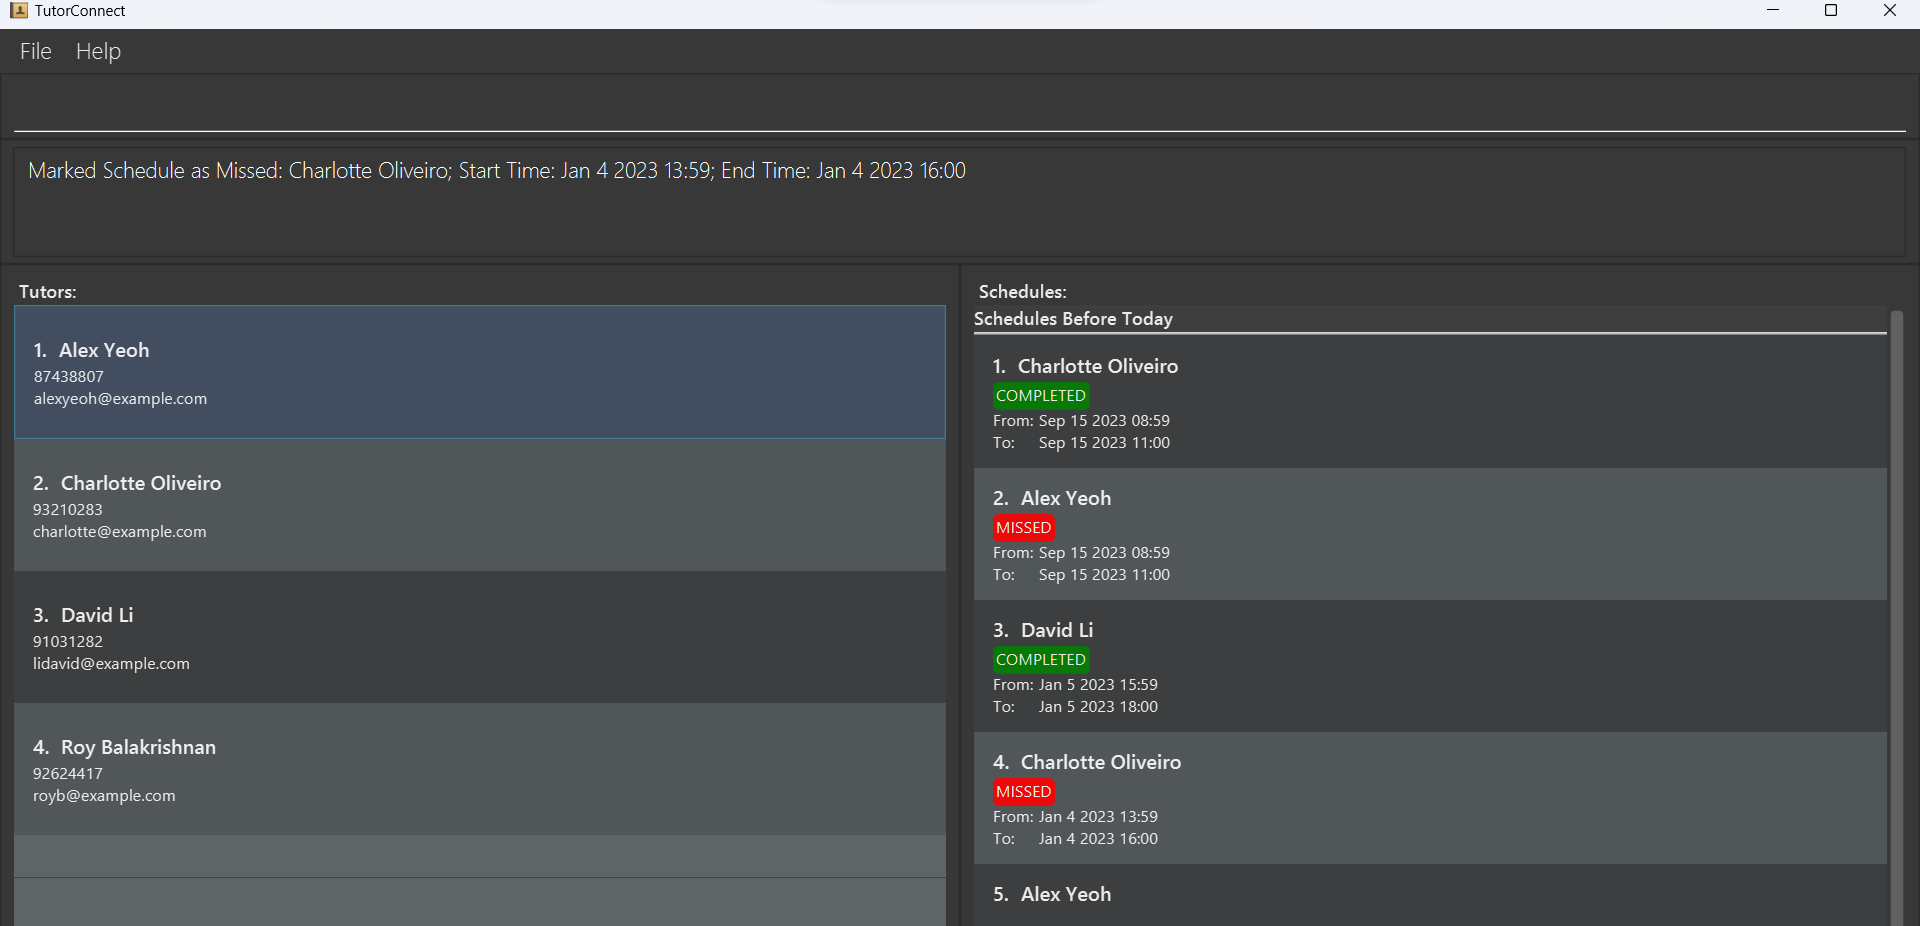 TutorConnect
File Help
Marked Schedule as Missed: Charlotte Oliveiro; Start Time: Jan 4 2023 13:59; End Time: Jan 4 2023 16:00
Tutors:
1. Alex Yeoh
87438807
alexyeoh@example.com
2. Charlotte Oliveiro
93210283
charlotte@example.com
3. David Li
91031282
lidavid@example.com
4. Roy Balakrishnan
92624417
royb@example.com
Schedules:
Schedules Before Today
1. Charlotte Oliveiro
COMPLETED
From: Sep 15 2023 08:59
To: Sep 15 2023 11:00
2. Alex Yeoh
MISSED
From: Sep 15 2023 08:59
To: Sep 15 2023 11:00
3. David Li
COMPLETED
From: Jan 5 2023 15:59
To: Jan 5 2023 18:00
4. Charlotte Oliveiro
MISSED
From: Jan 4 2023 13:59
To: Jan 4 2023 16:00
5. Alex Yeoh